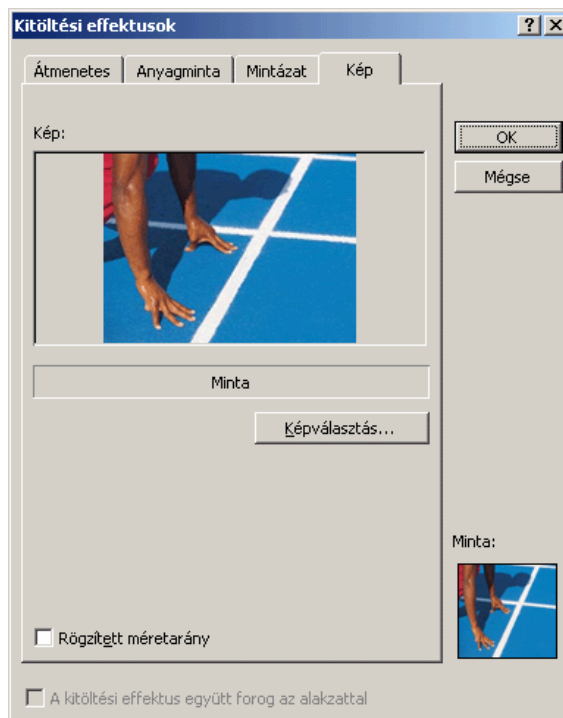 Kitöltési effektusok
Átmenetes Anyagminta Mintázat Kép
Kép:
OK
Mégse
Minta
Képválasztás...
Minta:
Rögzített méretarány
A kitöltési effektus együtt forog az alakzattal